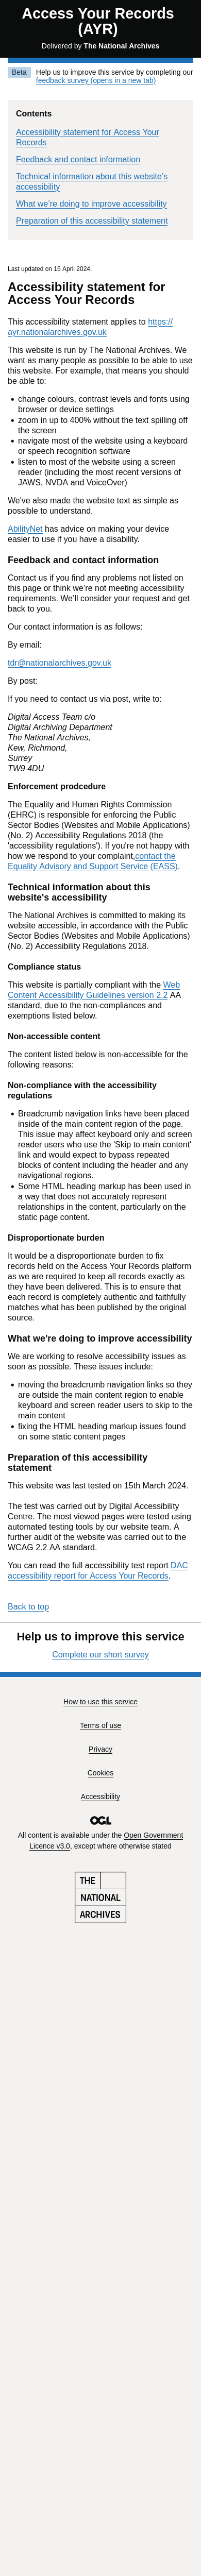 Access Your Records
(AYR)
Delivered by The National Archives
Beta
Help us to improve this service by completing our
feedback survey (opens in a new tab)
Contents
Accessibility statement for Access Your
Records
Feedback and contact information
Technical information about this website's
accessibility
What we're doing to improve accessibility
Preparation of this accessibility statement
Last updated on 15 April 2024.
Accessibility statement for
Access Your Records
This accessibility statement applies to https://
ayr.nationalarchives.gov.uk
This website is run by The National Archives. We
want as many people as possible to be able to use
this website. For example, that means you should
be able to:
• change colours, contrast levels and fonts using
browser or device settings
• zoom in up to 400% without the text spilling off
the screen
• navigate most of the website using a keyboard
or speech recognition software
• listen to most of the website using a screen
reader (including the most recent versions of
JAWS, NVDA and VoiceOver)
We've also made the website text as simple as
possible to understand.
AbilityNet has advice on making your device
easier to use if you have a disability.
Feedback and contact information
Contact us if you find any problems not listed on
this page or think we're not meeting accessibility
requirements. We'll consider your request and get
back to you.
Our contact information is as follows:
By email:
tdr@nationalarchives.gov.uk
By post:
If you need to contact us via post, write to:
Digital Access Team c/o
Digital Archiving Department
The National Archives,
Kew, Richmond,
Surrey
TW9 4DU
Enforcement prodcedure
The Equality and Human Rights Commission
(EHRC) is responsible for enforcing the Public
Sector Bodies (Websites and Mobile Applications)
(No. 2) Accessibility Regulations 2018 (the
'accessibility regulations'). If you're not happy with
how we respond to your complaint,contact the
Equality Advisory and Support Service (EASS).
Technical information about this
website's accessibility
The National Archives is committed to making its
website accessible, in accordance with the Public
Sector Bodies (Websites and Mobile Applications)
(No. 2) Accessibility Regulations 2018.
Compliance status
This website is partially compliant with the Web
Content Accessibility Guidelines version 2.2 AA
standard, due to the non-compliances and
exemptions listed below.
Non-accessible content
The content listed below is non-accessible for the
following reasons:
Non-compliance with the accessibility
regulations
• Breadcrumb navigation links have been placed
inside of the main content region of the page.
This issue may affect keyboard only and screen
reader users who use the 'Skip to main content'
link and would expect to bypass repeated
blocks of content including the header and any
navigational regions.
• Some HTML heading markup has been used in
a way that does not accurately represent
relationships in the content, particularly on the
static page content.
Disproportionate burden
It would be a disproportionate burden to fix
records held on the Access Your Records platform
as we are required to keep all records exactly as
they have been delivered. This is to ensure that
each record is completely authentic and faithfully
matches what has been published by the original
source.
What we're doing to improve accessibility
We are working to resolve accessibility issues as
soon as possible. These issues include:
• moving the breadcrumb navigation links so they
are outside the main content region to enable
keyboard and screen reader users to skip to the
main content
• fixing the HTML heading markup issues found
on some static content pages
Preparation of this accessibility
statement
This website was last tested on 15th March 2024.
The test was carried out by Digital Accessibility
Centre. The most viewed pages were tested using
automated testing tools by our website team. A
further audit of the website was carried out to the
WCAG 2.2 AA standard.
You can read the full accessibility test report DAC
accessibility report for Access Your Records.
Back to top
Help us to improve this service
Complete our short survey
How to use this service
Terms of use
Privacy
Cookies
Accessibility
OGL
All content is available under the Open Government
Licence v3.0, except where otherwise stated
THE
NATIONAL
ARCHIVES